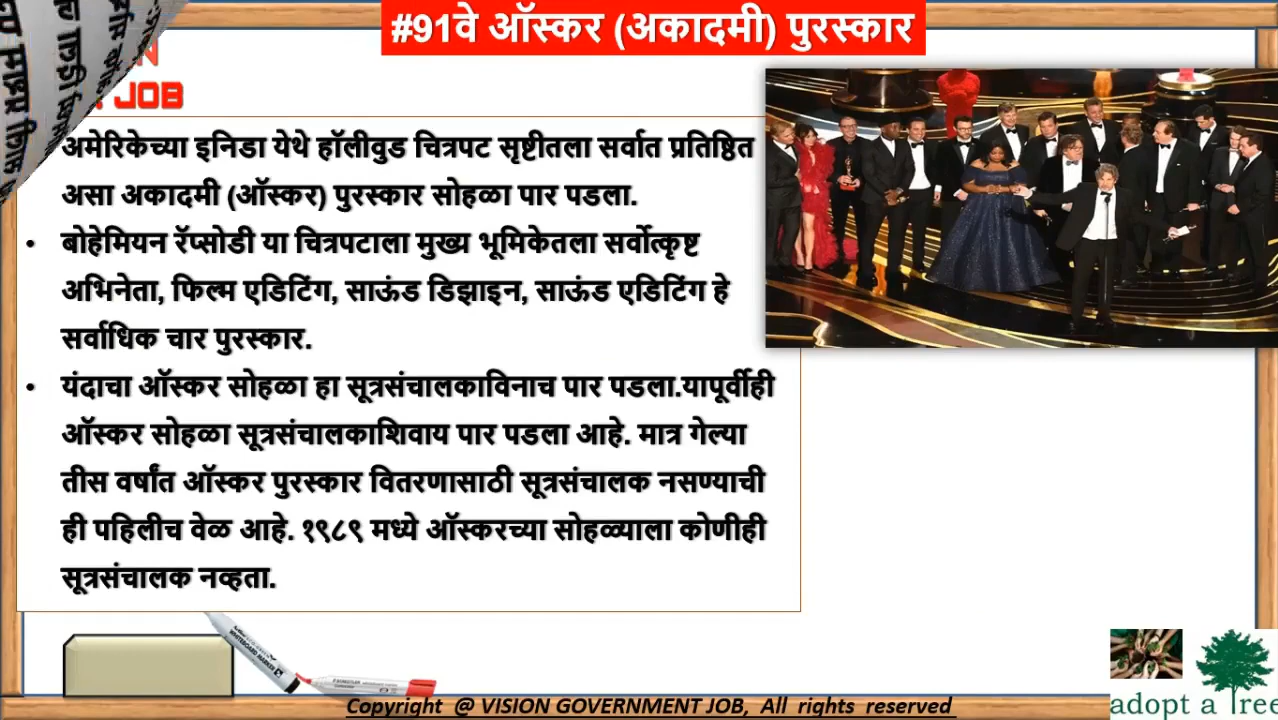 #91वे ऑस्कर (अकादमी) पुरस्कार
JOB
अमेरिकेच्या इनिडा येथे हॉलीवुड चित्रपट सृष्टीतला सर्वात प्रतिष्ठित
असा अकादमी (ऑस्कर) पुरस्कार सोहळा पार पडला.
• बोहेमियन रॅप्सोडी या चित्रपटाला मुख्य भूमिकेतला सर्वोत्कृष्ट
अभिनेता, फिल्म एडिटिंग, साऊंड डिझाइन, साऊंड एडिटिंग हे
सर्वाधिक चार पुरस्कार.
• यंदाचा ऑस्कर सोहळा हा सूत्रसंचालकाविनाच पार पडला.यापूर्वीही
ऑस्कर सोहळा सूत्रसंचालकाशिवाय पार पडला आहे. मात्र गेल्या
तीस वर्षांत ऑस्कर पुरस्कार वितरणासाठी सूत्रसंचालक नसण्याची
ही पहिलीच वेळ आहे. १९८९ मध्ये ऑस्करच्या सोहळ्याला कोणीही
सूत्रसंचालक नव्हता.
WHITEBOARD MARKER
Copyright @ VISION GOVERNMENT JOB, All rights reserved
adopt a Tree